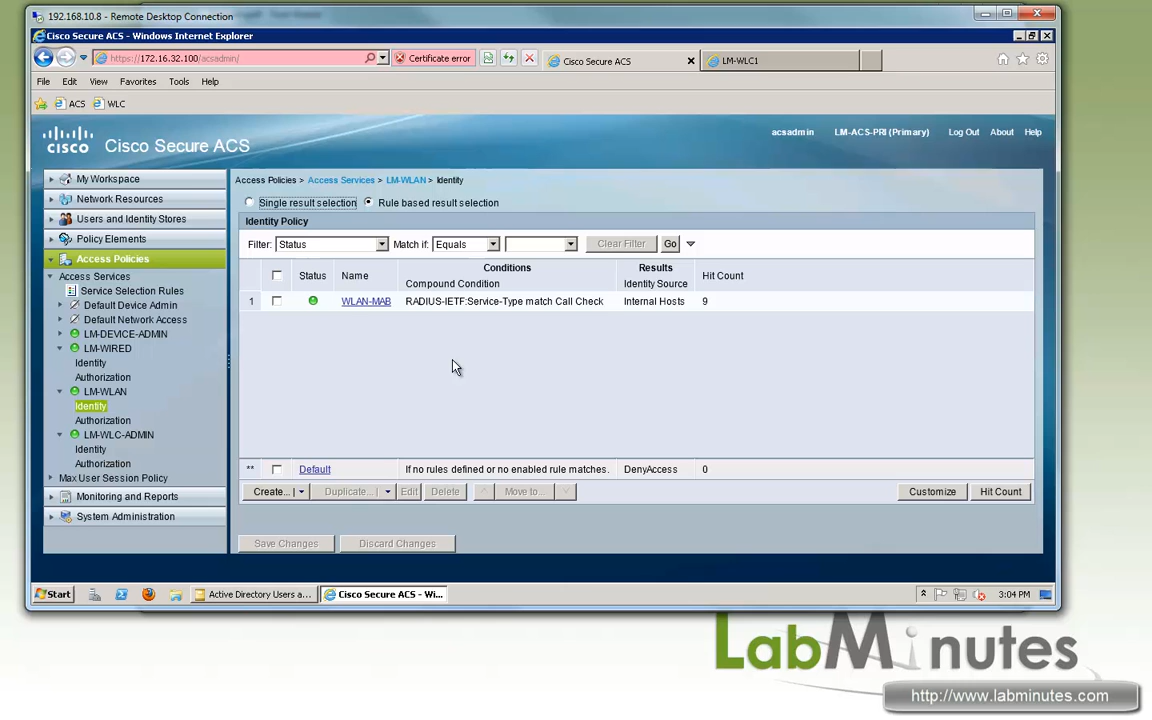 192.168.10.8 - Remote Desktop Connection
Cisco Secure ACS - Windows Internet Explorer
https://172.16.32.100/acsadmin/
Certificate error
Cisco Secure ACS
LM-WLC1
File Edit View Favorites Tools Help
ACS WLC
CISCO Cisco Secure ACS
acsadmin LM-ACS-PRI (Primary) Log Out About Help
My Workspace
Network Resources
Users and Identity Stores
Policy Elements
Access Policies
Access Services
Service Selection Rules
Default Device Admin
Default Network Access
LM-DEVICE-ADMIN
LM-WIRED
Identity
Authorization
LM-WLAN
Identity
Authorization
LM-WLC-ADMIN
Identity
Authorization
Max User Session Policy
Monitoring and Reports
System Administration
Access Policies > Access Services > LM-WLAN > Identity
Single result selection Rule based result selection
Identity Policy
Filter: Status Match if: Equals Clear Filter Go
Status Name Conditions Results Hit Count
Compound Condition Identity Source
1 WLAN-MAB RADIUS-IETF:Service-Type match Call Check Internal Hosts 9
** Default If no rules defined or no enabled rule matches. DenyAccess 0
Create... | Duplicate... | Edit Delete Move to... Customize Hit Count
Save Changes Discard Changes
Start Active Directory Users a... Cisco Secure ACS - Wi... 3:04 PM
LabMinutes
http://www.labminutes.com